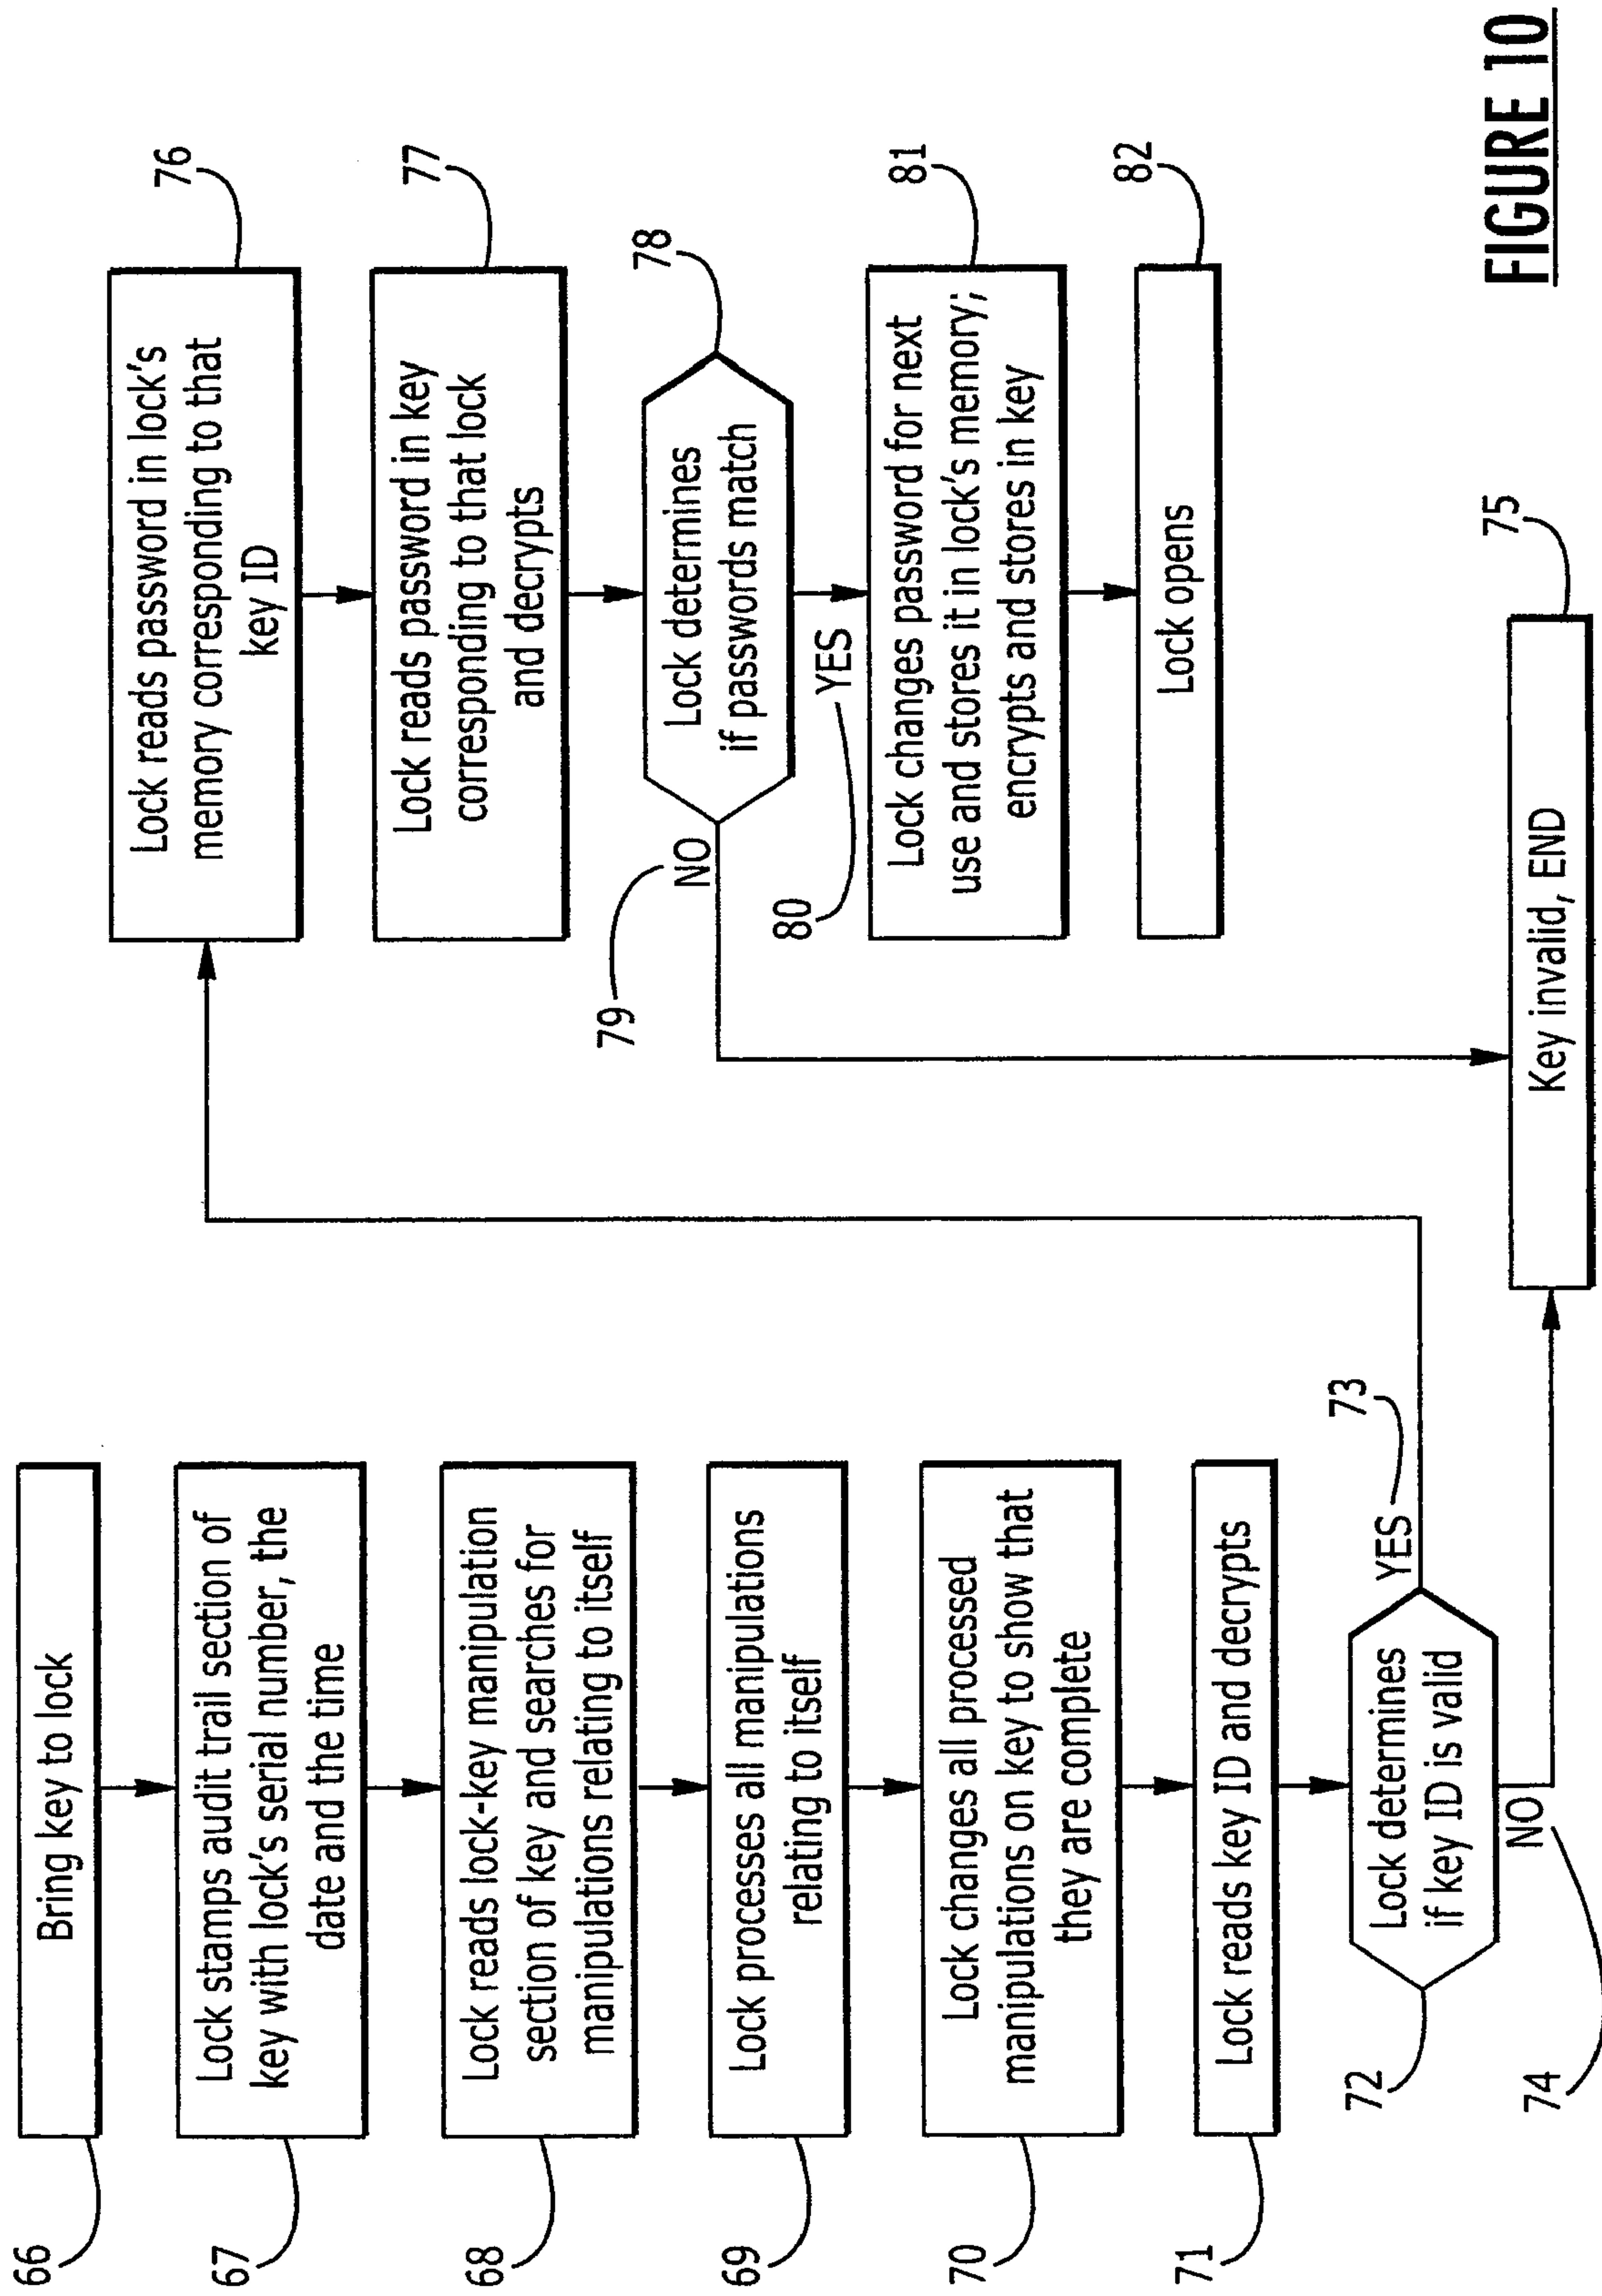 66
Bring key to lock
67
Lock stamps audit trail section of
key with lock's serial number, the
date and the time
68
Lock reads lock-key manipulation
section of key and searches for
manipulations relating to itself
69
Lock processes all manipulations
relating to itself
70
Lock changes all processed
manipulations on key to show that
they are complete
71
Lock reads key ID and decrypts
72
Lock determines
if key ID is valid
YES
73
NO
74
Key invalid, END
75
Lock reads password in lock's
memory corresponding to that
key ID
76
Lock reads password in key
corresponding to that lock
and decrypts
77
Lock determines
if passwords match
78
NO
79
YES
80
Lock changes password for next
use and stores it in lock's memory;
encrypts and stores in key
81
Lock opens
82
FIGURE 10